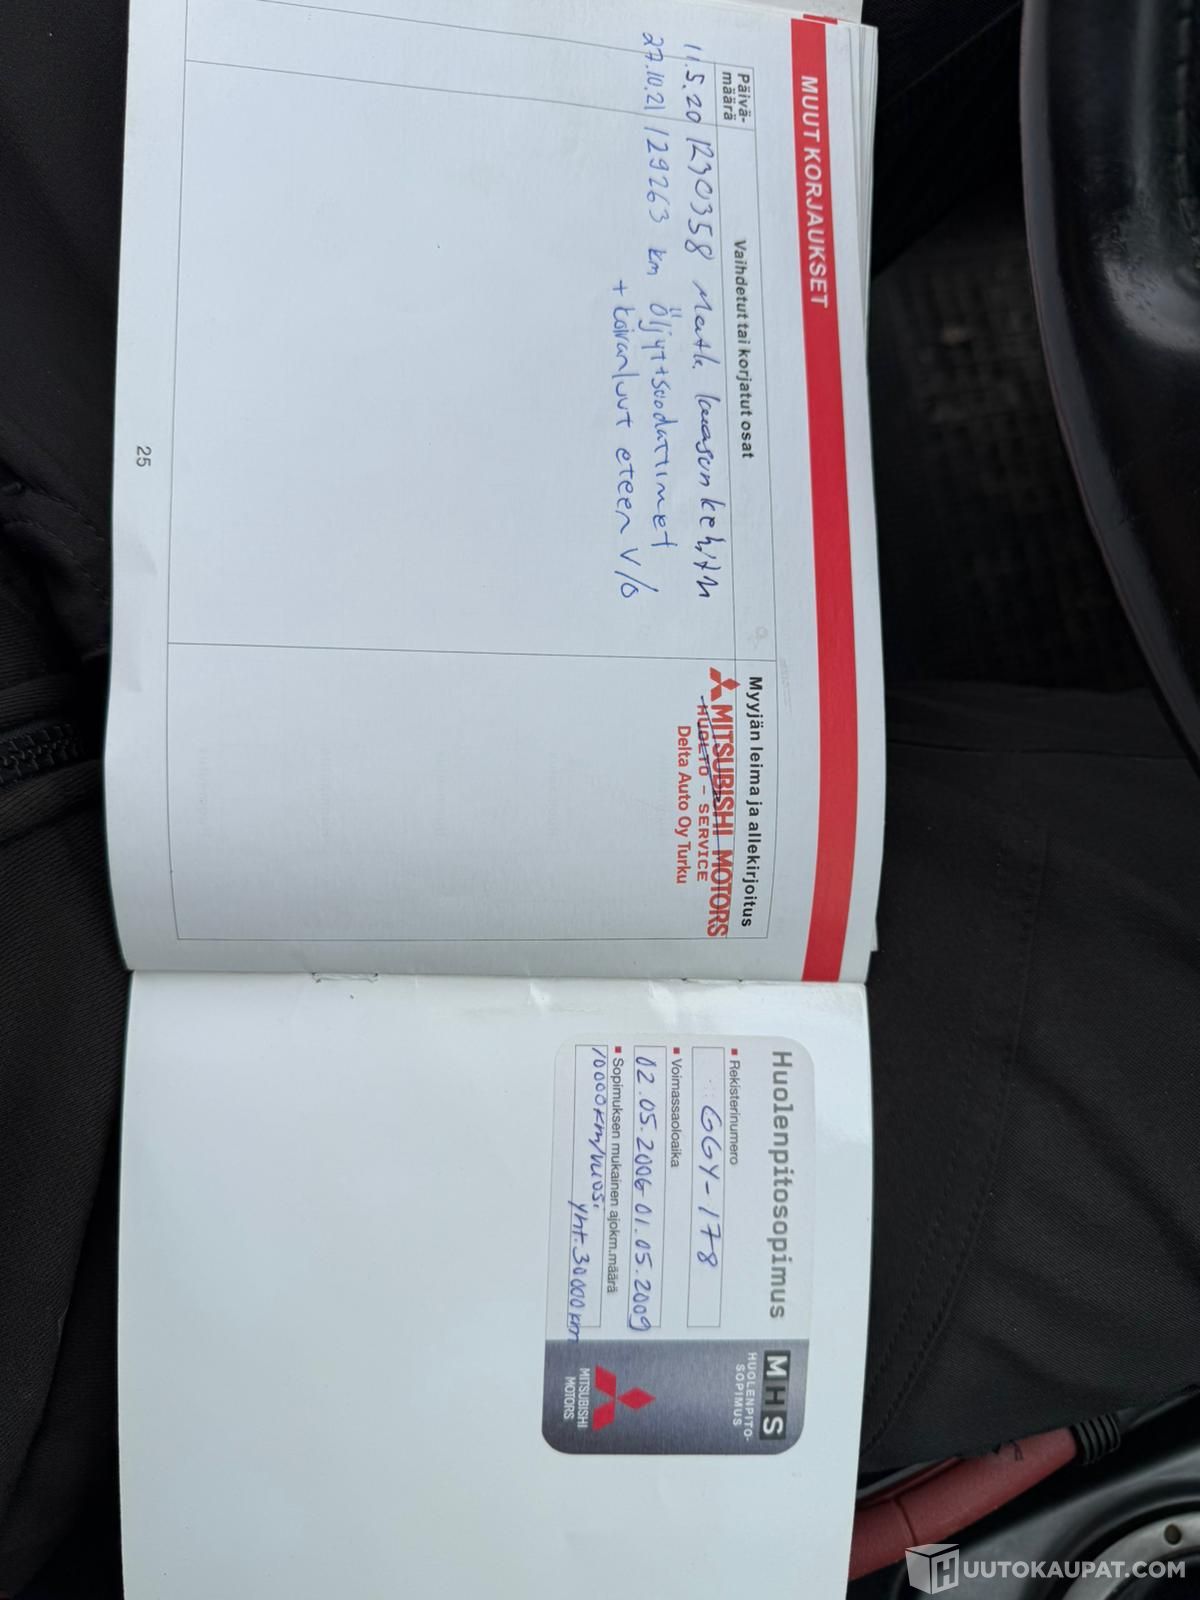 MUUT KORJAUKSET
Päivä-
määrä
Vaihdetut tai korjatut osat
Myyjän leima ja allekirjoitus
11.5.20
27.10.21 129263 km Öljyt+suodattimet
+ koiranluut eteen V/O
MITSUBISHI MOTORS
HUOLTO - SERVICE
Delta Auto Oy Turku
25
Huolenpitosopimus
Rekisterinumero
GGY-178
Voimassaoloaika
02.05.2006-01.05.2009
Sopimuksen mukainen ajokm.määrä
10000km/vuosi
yht. 30000km
MHS
HUOLENPITO-
SOPIMUS
MITSUBISHI
MOTORS
HUUTOKAUPAT.COM